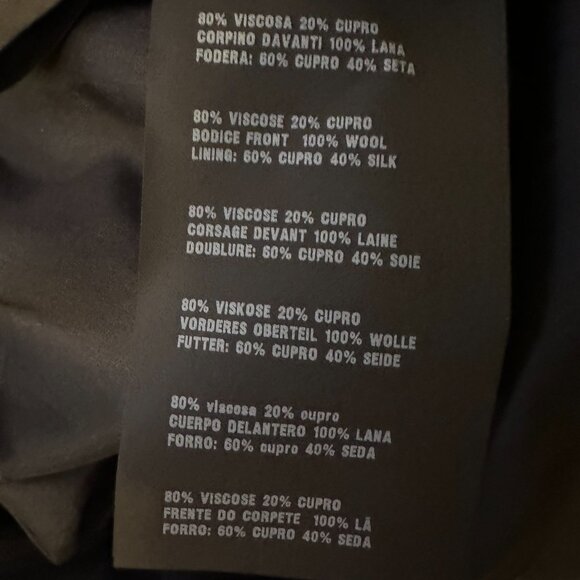 80% VISCOSA 20% CUPRO
CORPINO DAVANTI 100% LANA
FODERA: 60% CUPRO 40% SETA
80% VISCOSE 20% CUPRO
BODICE FRONT 100% WOOL
LINING: 60% CUPRO 40% SILK
80% VISCOSE 20% CUPRO
CORSAGE DEVANT 100% LAINE
DOUBLURE: 60% CUPRO 40% SOIE
80% VISKOSE 20% CUPRO
VORDERES OBERTEIL 100% WOLLE
FUTTER: 60% CUPRO 40% SEIDE
80% viscosa 20% cupro
CUERPO DELANTERO 100% LANA
FORRO: 60% cupro 40% SEDA
80% VISCOSE 20% CUPRO
FRENTE DO CORPETE 100% LÃ
FORRO: 60% CUPRO 40% SEDA